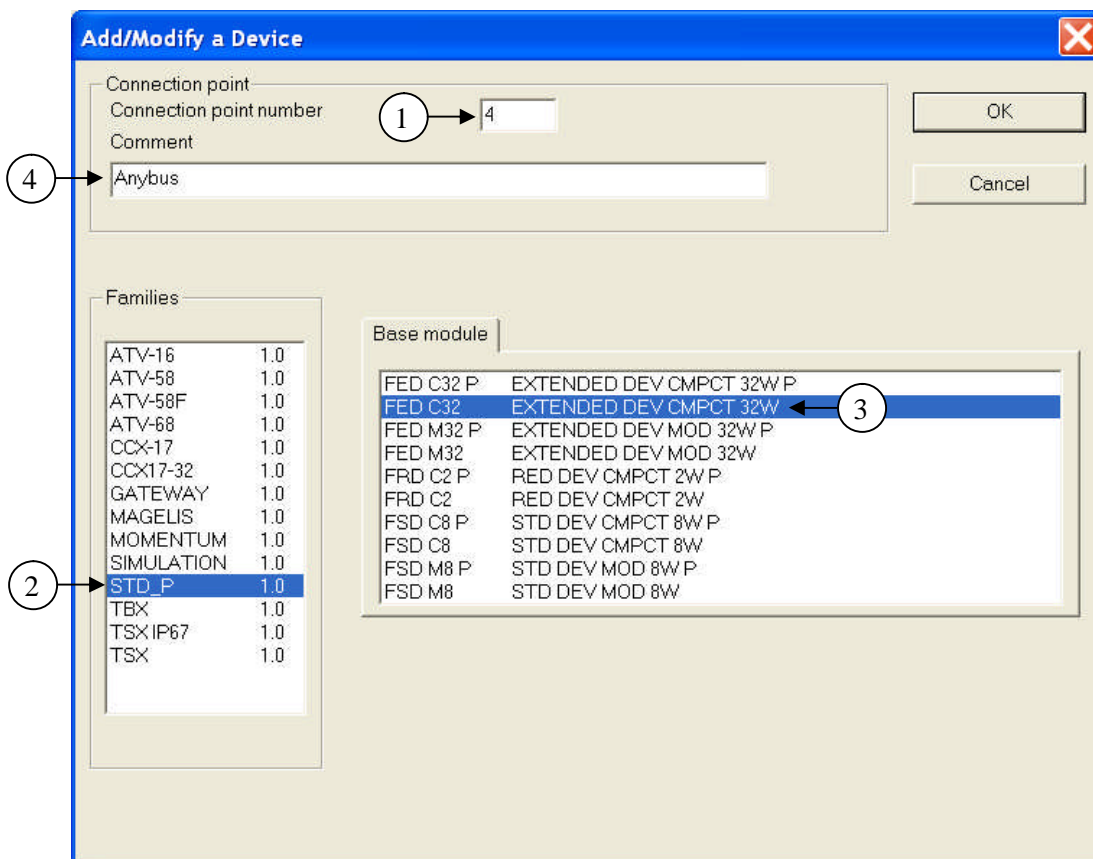 Add/Modify a Device
Connection point
Connection point number
1
4
OK
Comment
4
Anybus
Cancel
Families
ATV-16 1.0
ATV-58 1.0
ATV-58F 1.0
ATV-68 1.0
CCX-17 1.0
CCX17-32 1.0
GATEWAY 1.0
MAGELIS 1.0
MOMENTUM 1.0
SIMULATION 1.0
2
STD_P 1.0
TBX 1.0
TSX IP67 1.0
TSX 1.0
Base module
FED C32 P EXTENDED DEV CMPCT 32W P
FED C32 EXTENDED DEV CMPCT 32W
3
FED M32 P EXTENDED DEV MOD 32W P
FED M32 EXTENDED DEV MOD 32W
FRD C2 P RED DEV CMPCT 2W P
FRD C2 RED DEV CMPCT 2W
FSD C8 P STD DEV CMPCT 8W P
FSD C8 STD DEV CMPCT 8W
FSD M8 P STD DEV MOD 8W P
FSD M8 STD DEV MOD 8W